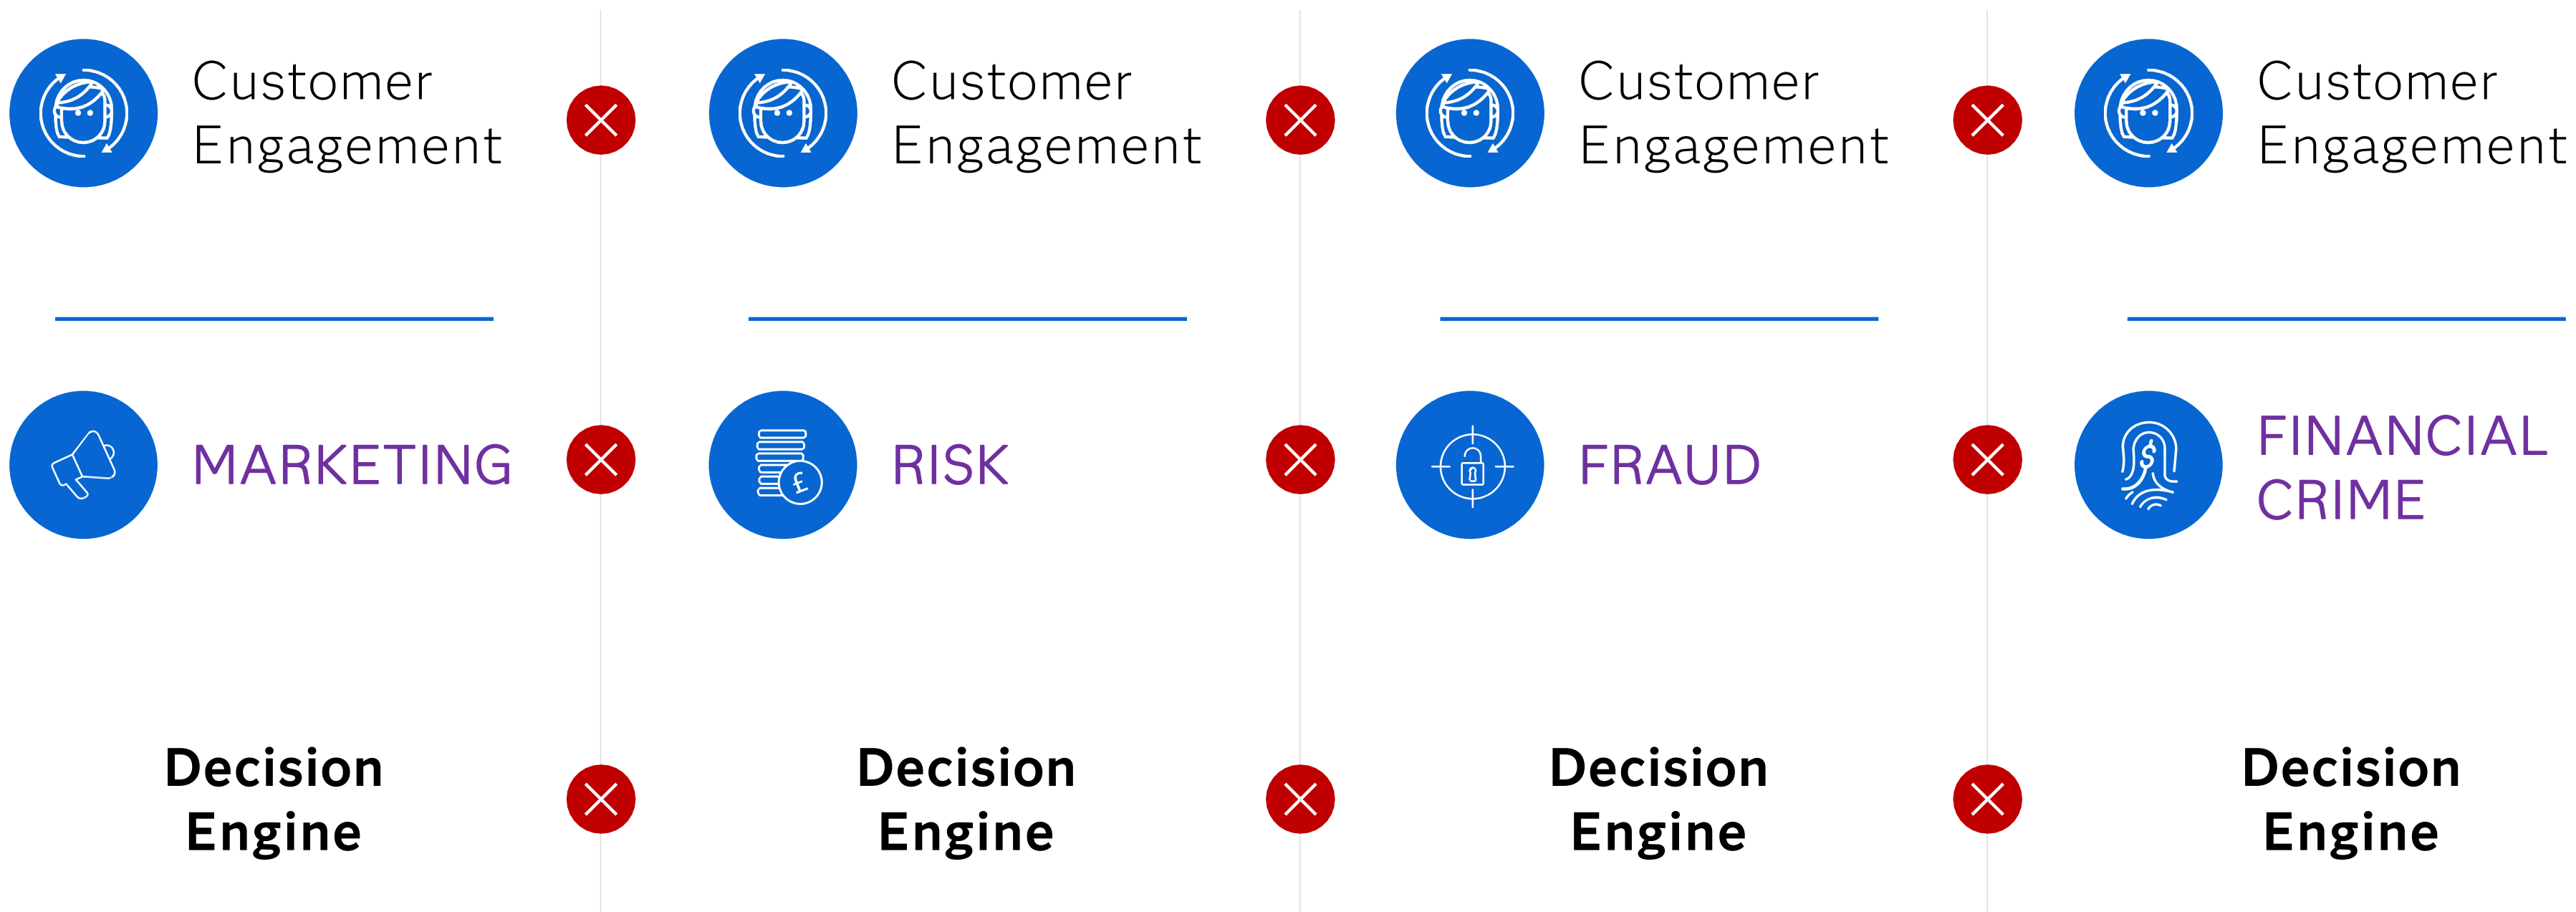 Customer
Engagement
Customer
Engagement
Customer
Engagement
Customer
Engagement
MARKETING
RISK
£
FRAUD
$
FINANCIAL
CRIME
Decision
Engine
Decision
Engine
Decision
Engine
Decision
Engine